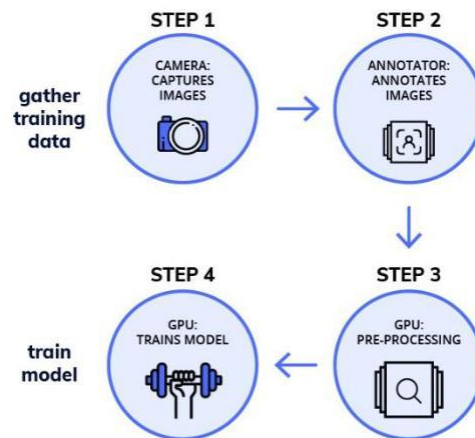 STEP 1
STEP 2
gather
training
data
CAMERA:
CAPTURES
IMAGES
ANNOTATOR:
ANNOTATES
IMAGES
STEP 4
STEP 3
train
model
GPU:
TRAINS MODEL
GPU:
PRE-PROCESSING